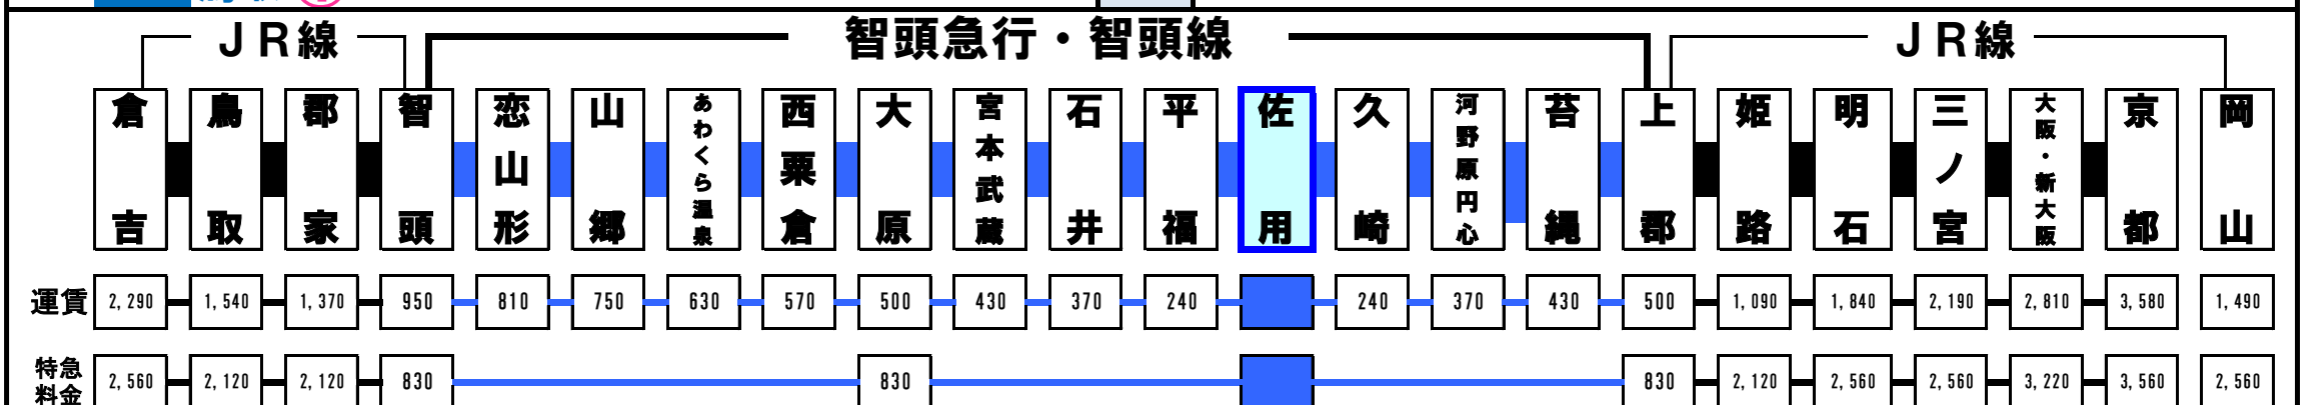 JR線
智頭急行・智頭線
JR線
倉吉
鳥取
郡家
智頭
恋山形
山郷
あわくら温泉
西粟倉
大原
宮本武蔵
石井
平福
佐用
久崎
河野原円心
苔縄
上郡
姫路
明石
三ノ宮
大阪・新大阪
京都
岡山
運賃 2,290 1,540 1,370 950 810 750 630 570 500 430 370 240 240 370 430 500 1,090 1,840 2,190 2,810 3,580 1,490
特急
料金 2,560 2,120 2,120 830 830 830 2,120 2,560 2,560 3,220 3,560 2,560